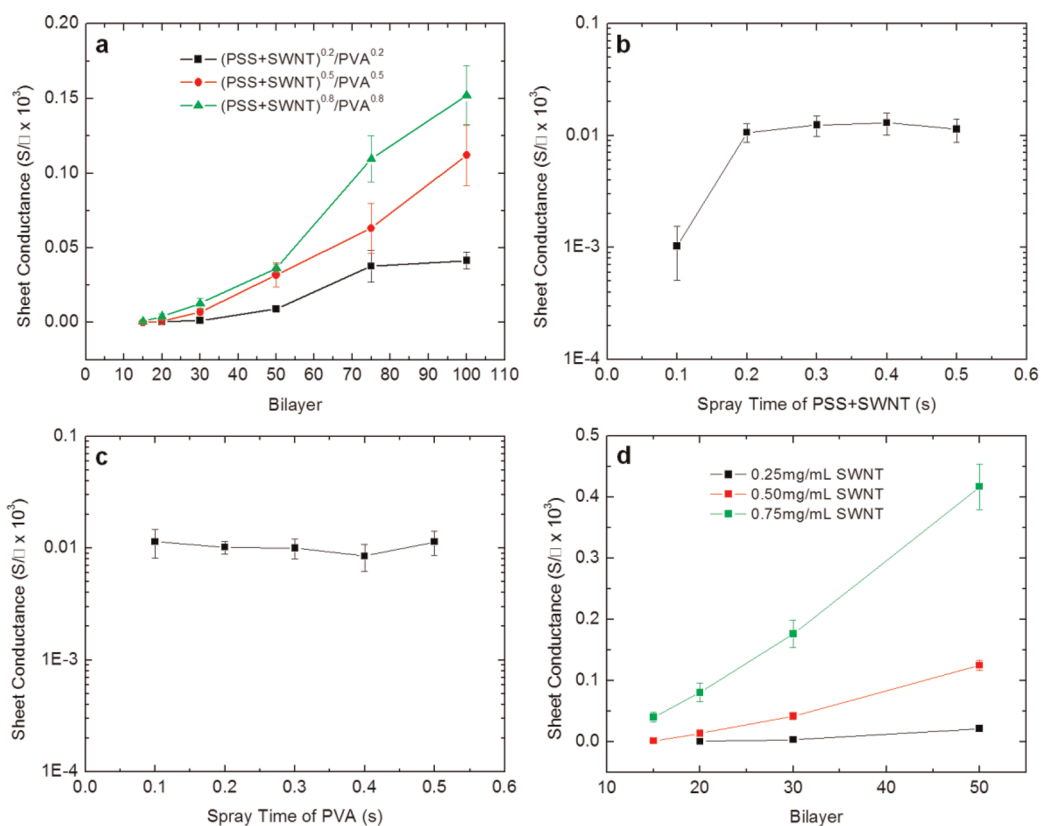 a
(PSS+SWNT)^0.2/PVA^0.2
(PSS+SWNT)^0.5/PVA^0.5
(PSS+SWNT)^0.8/PVA^0.8
0.20
0.15
0.10
0.05
0.00
Sheet Conductance (S/□ x 10^3)
0 10 20 30 40 50 60 70 80 90 100 110
Bilayer
b
0.1
0.01
1E-3
1E-4
Sheet Conductance (S/□ x 10^3)
0.0 0.1 0.2 0.3 0.4 0.5 0.6
Spray Time of PSS+SWNT (s)
c
0.1
0.01
1E-3
1E-4
Sheet Conductance (S/□ x 10^3)
0.0 0.1 0.2 0.3 0.4 0.5 0.6
Spray Time of PVA (s)
d
0.25mg/mL SWNT
0.50mg/mL SWNT
0.75mg/mL SWNT
0.5
0.4
0.3
0.2
0.1
0.0
Sheet Conductance (S/□ x 10^3)
10 20 30 40 50
Bilayer